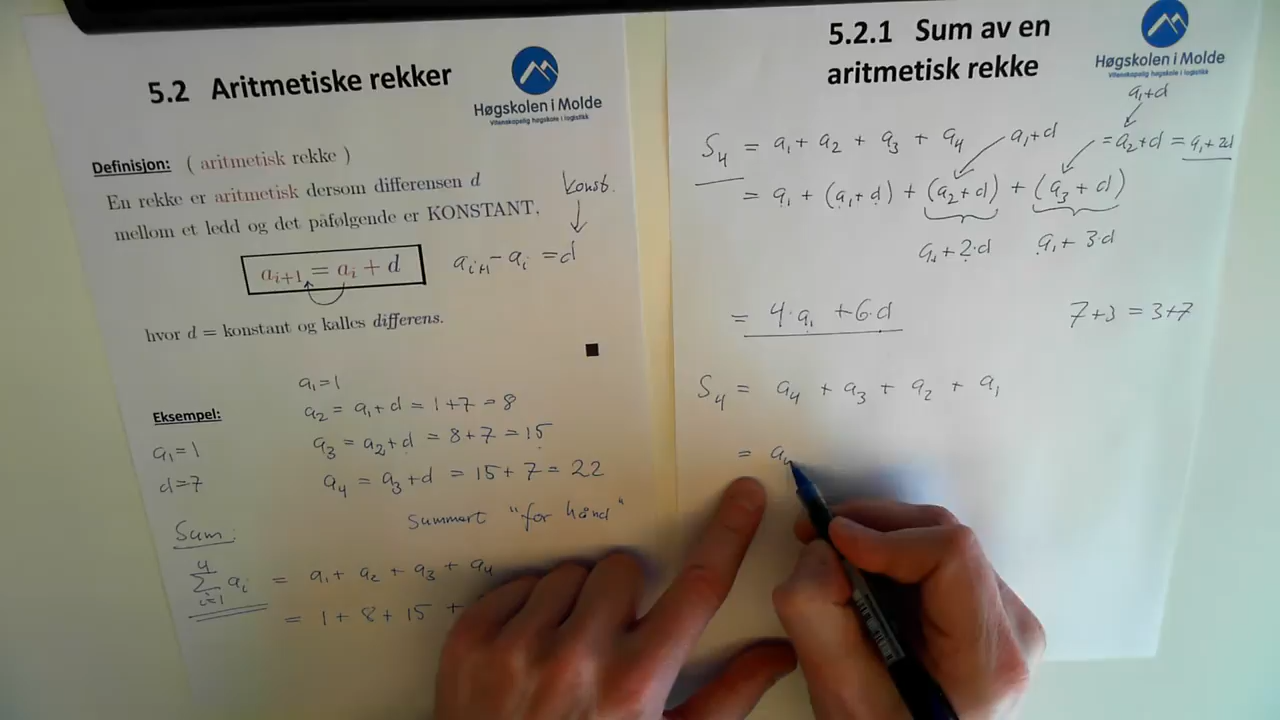 5.2 Aritmetiske rekker
Høgskolen i Molde
Vitenskapelig høgskole i logistikk
Definisjon: ( aritmetisk rekke )
En rekke er aritmetisk dersom differensen d
mellom et ledd og det påfølgende er KONSTANT,
konst.
a_{i+1} = a_i + d
a_{i+1} - a_i = d
hvor d = konstant og kalles differens.
Eksempel:
a_1 = 1
d = 7
a_1 = 1
a_2 = a_1 + d = 1 + 7 = 8
a_3 = a_2 + d = 8 + 7 = 15
a_4 = a_3 + d = 15 + 7 = 22
Summert "for hånd"
Sum:
\sum_{i=1}^{4} a_i = a_1 + a_2 + a_3 + a_4
= 1 + 8 + 15 +
5.2.1 Sum av en
aritmetisk rekke
Høgskolen i Molde
Vitenskapelig høgskole i logistikk
a_1 + d
S_4 = a_1 + a_2 + a_3 + a_4
a_1 + d
= a_2 + d = a_1 + 2d
= a_1 + (a_1 + d) + (a_2 + d) + (a_3 + d)
a_1 + 2·d
a_1 + 3·d
= 4·a_1 + 6·d
7 + 3 = 3 + 7
S_4 = a_4 + a_3 + a_2 + a_1
= a_4